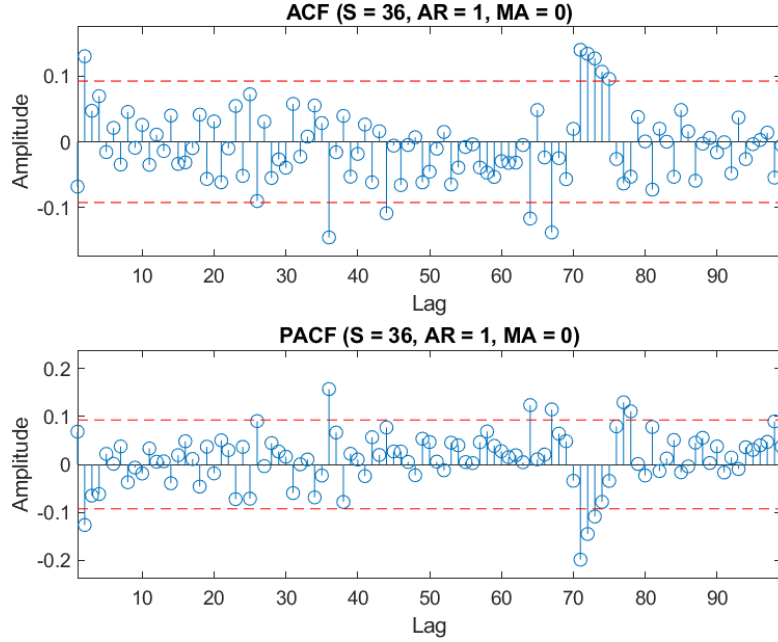 ACF (S = 36, AR = 1, MA = 0)
0.1
0
-0.1
Amplitude
10 20 30 40 50 60 70 80 90
Lag
PACF (S = 36, AR = 1, MA = 0)
0.2
0.1
0
-0.1
-0.2
Amplitude
10 20 30 40 50 60 70 80 90
Lag